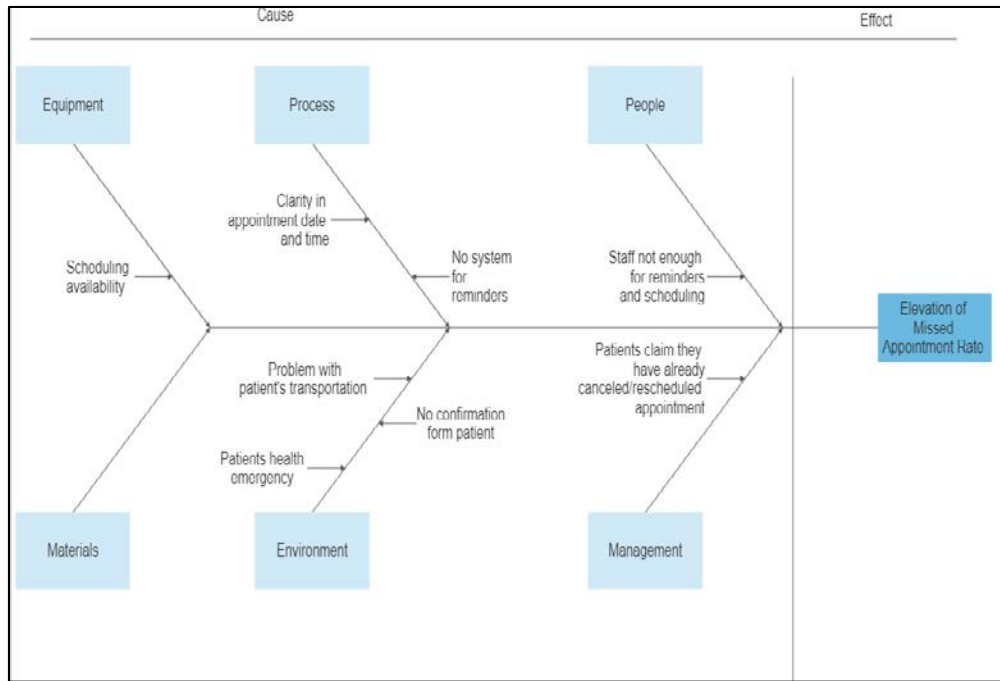 Cause
Effect
Equipment
Process
People
Clarity in
appointment date
and time
Scheduling
availability
No system
for
reminders
Staff not enough
for reminders
and scheduling
Elevation of
Missed
Appointment Rate
Problem with
patient's transportation
Patients claim they
have already
canceled/rescheduled
appointment
No confirmation
form patient
Patients health
emergency
Materials
Environment
Management